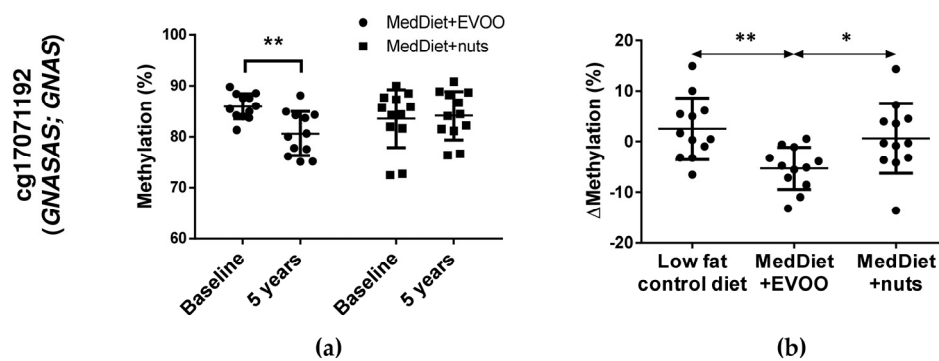 cg17071192
(GNASAS; GNAS)
MedDiet+EVOO
MedDiet+nuts
**
Methylation (%)
100
90
80
70
60
Baseline
5 years
Baseline
5 years
(a)
** *
ΔMethylation (%)
20
10
0
-10
-20
Low fat
control diet
MedDiet
+EVOO
MedDiet
+nuts
(b)